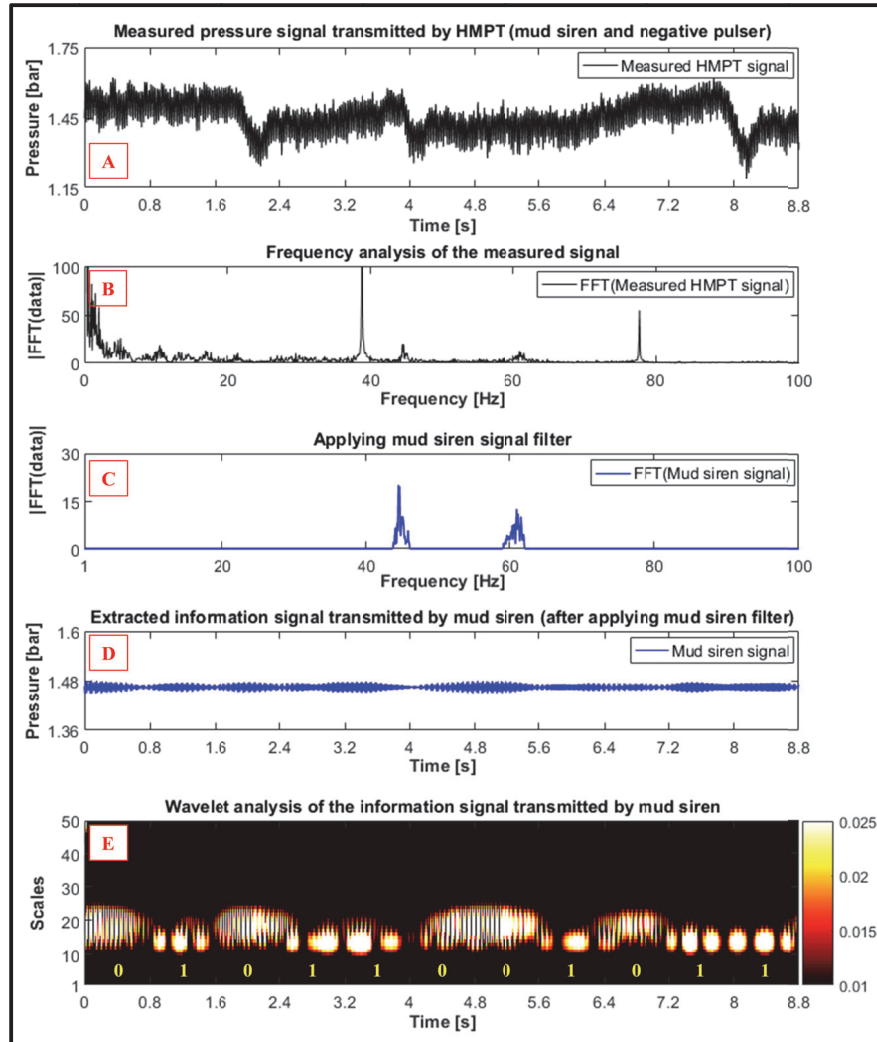 Measured pressure signal transmitted by HMPT (mud siren and negative pulser)
Pressure [bar]
1.75
1.45
1.15
Measured HMPT signal
A
0 0.8 1.6 2.4 3.2 4 4.8 5.6 6.4 7.2 8 8.8
Time [s]
Frequency analysis of the measured signal
|FFT(data)|
100
50
0
FFT(Measured HMPT signal)
B
0 20 40 60 80 100
Frequency [Hz]
Applying mud siren signal filter
|FFT(data)|
30
15
0
FFT(Mud siren signal)
C
1 20 40 60 80 100
Frequency [Hz]
Extracted information signal transmitted by mud siren (after applying mud siren filter)
Pressure [bar]
1.6
1.48
1.36
Mud siren signal
D
0 0.8 1.6 2.4 3.2 4 4.8 5.6 6.4 7.2 8 8.8
Time [s]
Wavelet analysis of the information signal transmitted by mud siren
Scales
50
40
30
20
10
1
E
0 1 0 1 1 0 0 1 0 1 1
0 0.8 1.6 2.4 3.2 4 4.8 5.6 6.4 7.2 8 8.8
Time [s]
0.025
0.02
0.015
0.01